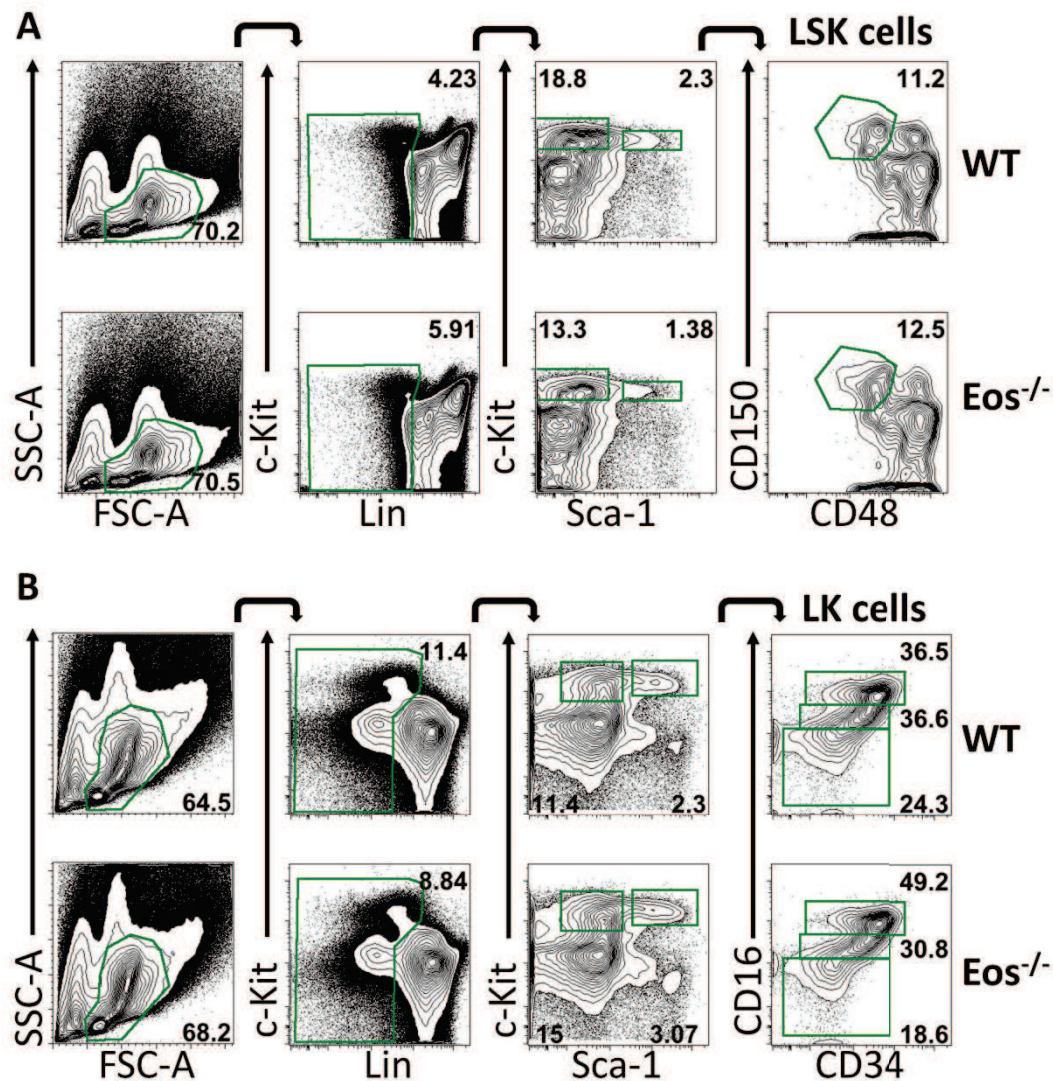 A
LSK cells
4.23
18.8 2.3
11.2
70.2
WT
5.91
13.3 1.38
12.5
70.5
Eos-/-
SSC-A
c-Kit
c-Kit
CD150
FSC-A
Lin
Sca-1
CD48
B
LK cells
11.4
36.5
36.6
64.5
11.4 2.3
24.3
WT
8.84
49.2
30.8
68.2
15 3.07
18.6
Eos-/-
SSC-A
c-Kit
c-Kit
CD16
FSC-A
Lin
Sca-1
CD34